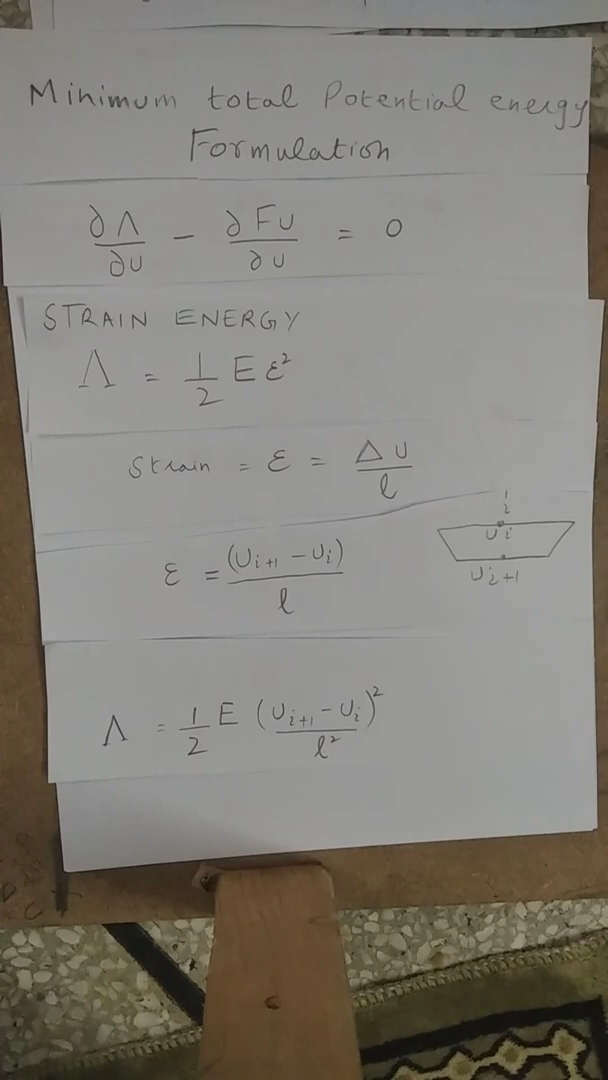 Minimum total Potential energy
Formulation
∂Λ/∂U − ∂FU/∂U = 0
STRAIN ENERGY
Λ = 1/2 E ε²
Strain = ε = ΔU/l
i
Ui
Ui+1
ε = (Ui+1 − Ui)/l
Λ = 1/2 E (Ui+1 − Ui)²/l²